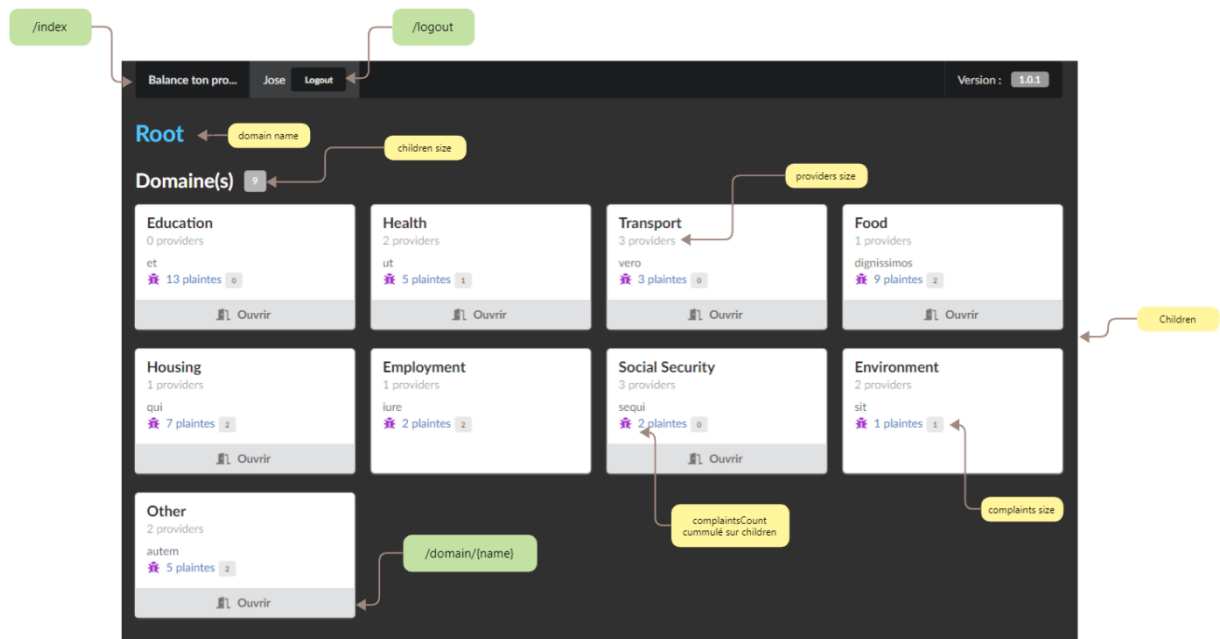 /index
/logout
Balance ton pro... Jose Logout Version : 1.0.1
Root
domain name
children size
Domaine(s) 9
providers size
Education
0 providers
et
13 plaintes 0
Ouvrir
Health
2 providers
ut
5 plaintes 1
Ouvrir
Transport
3 providers
vero
3 plaintes 0
Ouvrir
Food
1 providers
dignissimos
9 plaintes 2
Ouvrir
Children
Housing
1 providers
qui
7 plaintes 2
Ouvrir
Employment
1 providers
iure
2 plaintes 2
Social Security
3 providers
sequi
2 plaintes 0
Ouvrir
Environment
2 providers
sit
1 plaintes 1
complaints size
complaintsCount
cummulé sur children
Other
2 providers
autem
5 plaintes 2
Ouvrir
/domain/{name}